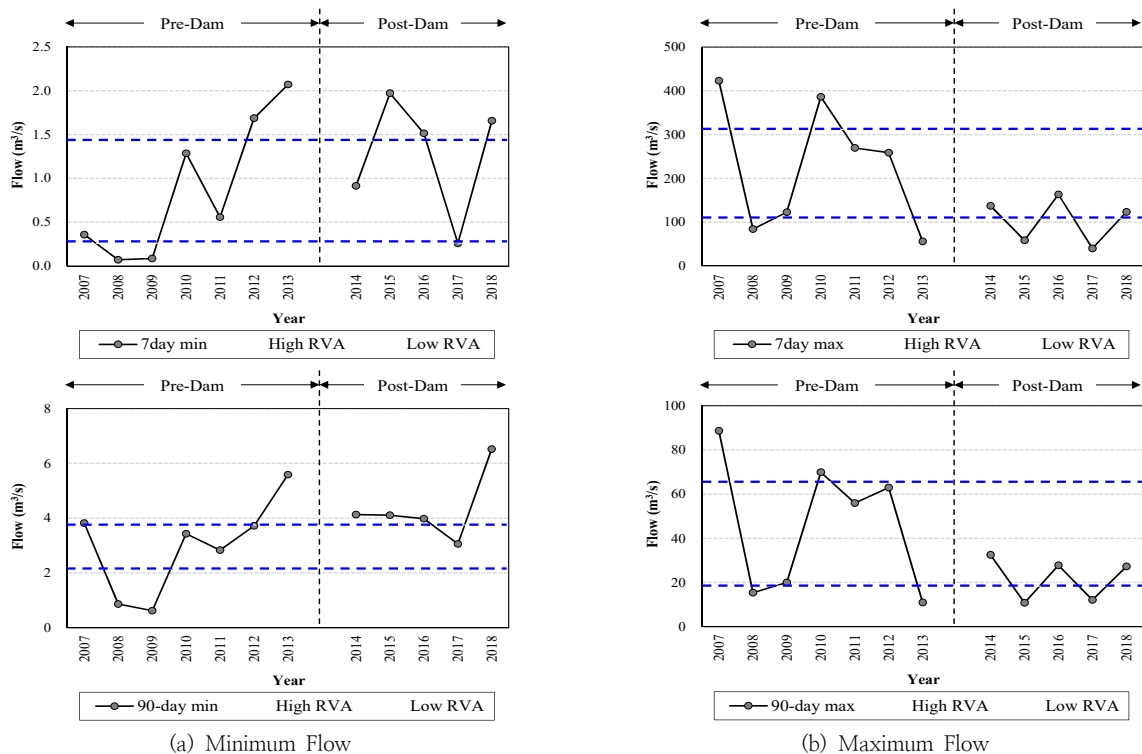 Pre-Dam Post-Dam
2.5
2.0
1.5
1.0
0.5
0.0
Flow (m³/s)
2007 2008 2009 2010 2011 2012 2013 2014 2015 2016 2017 2018
Year
7day min High RVA Low RVA
Pre-Dam Post-Dam
500
400
300
200
100
0
Flow (m³/s)
2007 2008 2009 2010 2011 2012 2013 2014 2015 2016 2017 2018
Year
7day max High RVA Low RVA
Pre-Dam Post-Dam
8
6
4
2
0
Flow (m³/s)
2007 2008 2009 2010 2011 2012 2013 2014 2015 2016 2017 2018
Year
90-day min High RVA Low RVA
(a) Minimum Flow
Pre-Dam Post-Dam
100
80
60
40
20
0
Flow (m³/s)
2007 2008 2009 2010 2011 2012 2013 2014 2015 2016 2017 2018
Year
90-day max High RVA Low RVA
(b) Maximum Flow